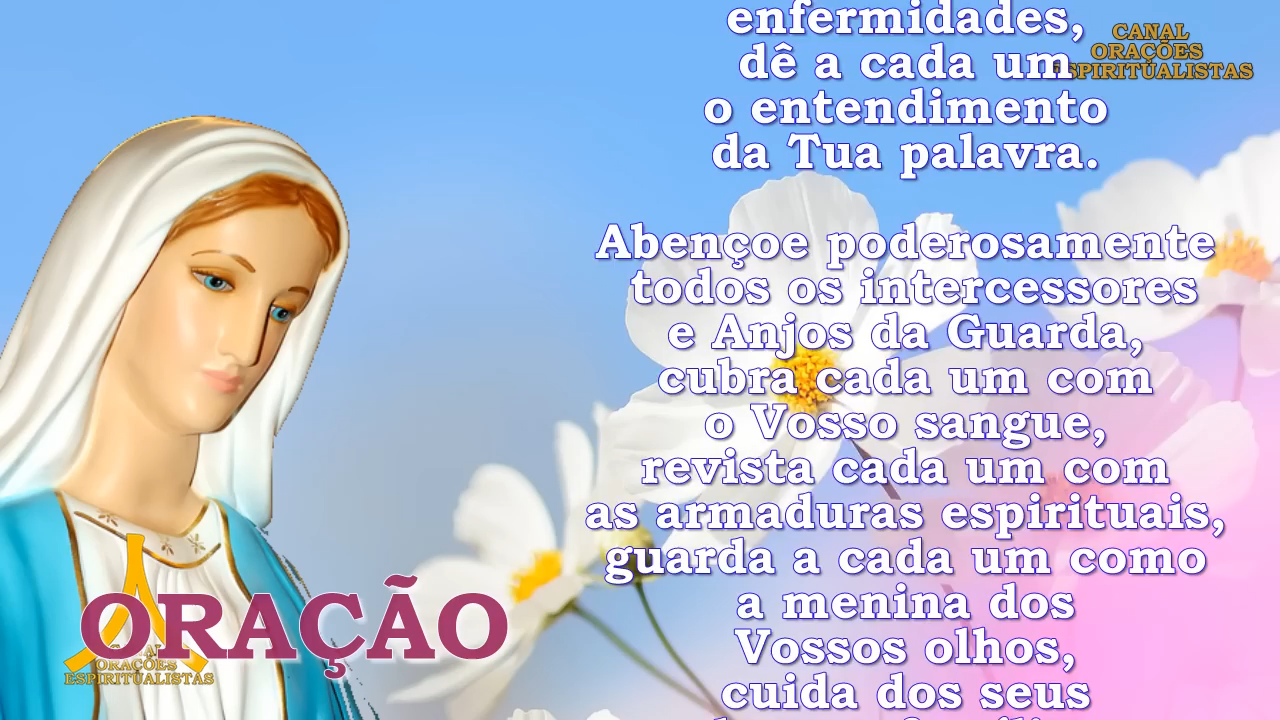 enfermidades,
dê a cada um
o entendimento
da Tua palavra.
Abençoe poderosamente
todos os intercessores
e Anjos da Guarda,
cubra cada um com
o Vosso sangue,
revista cada um com
as armaduras espirituais,
guarda a cada um como
a menina dos
Vossos olhos,
cuida dos seus
CANAL
ORAÇÕES
ESPIRITUALISTAS
ORAÇÃO
CANAL
ORAÇÕES
ESPIRITUALISTAS